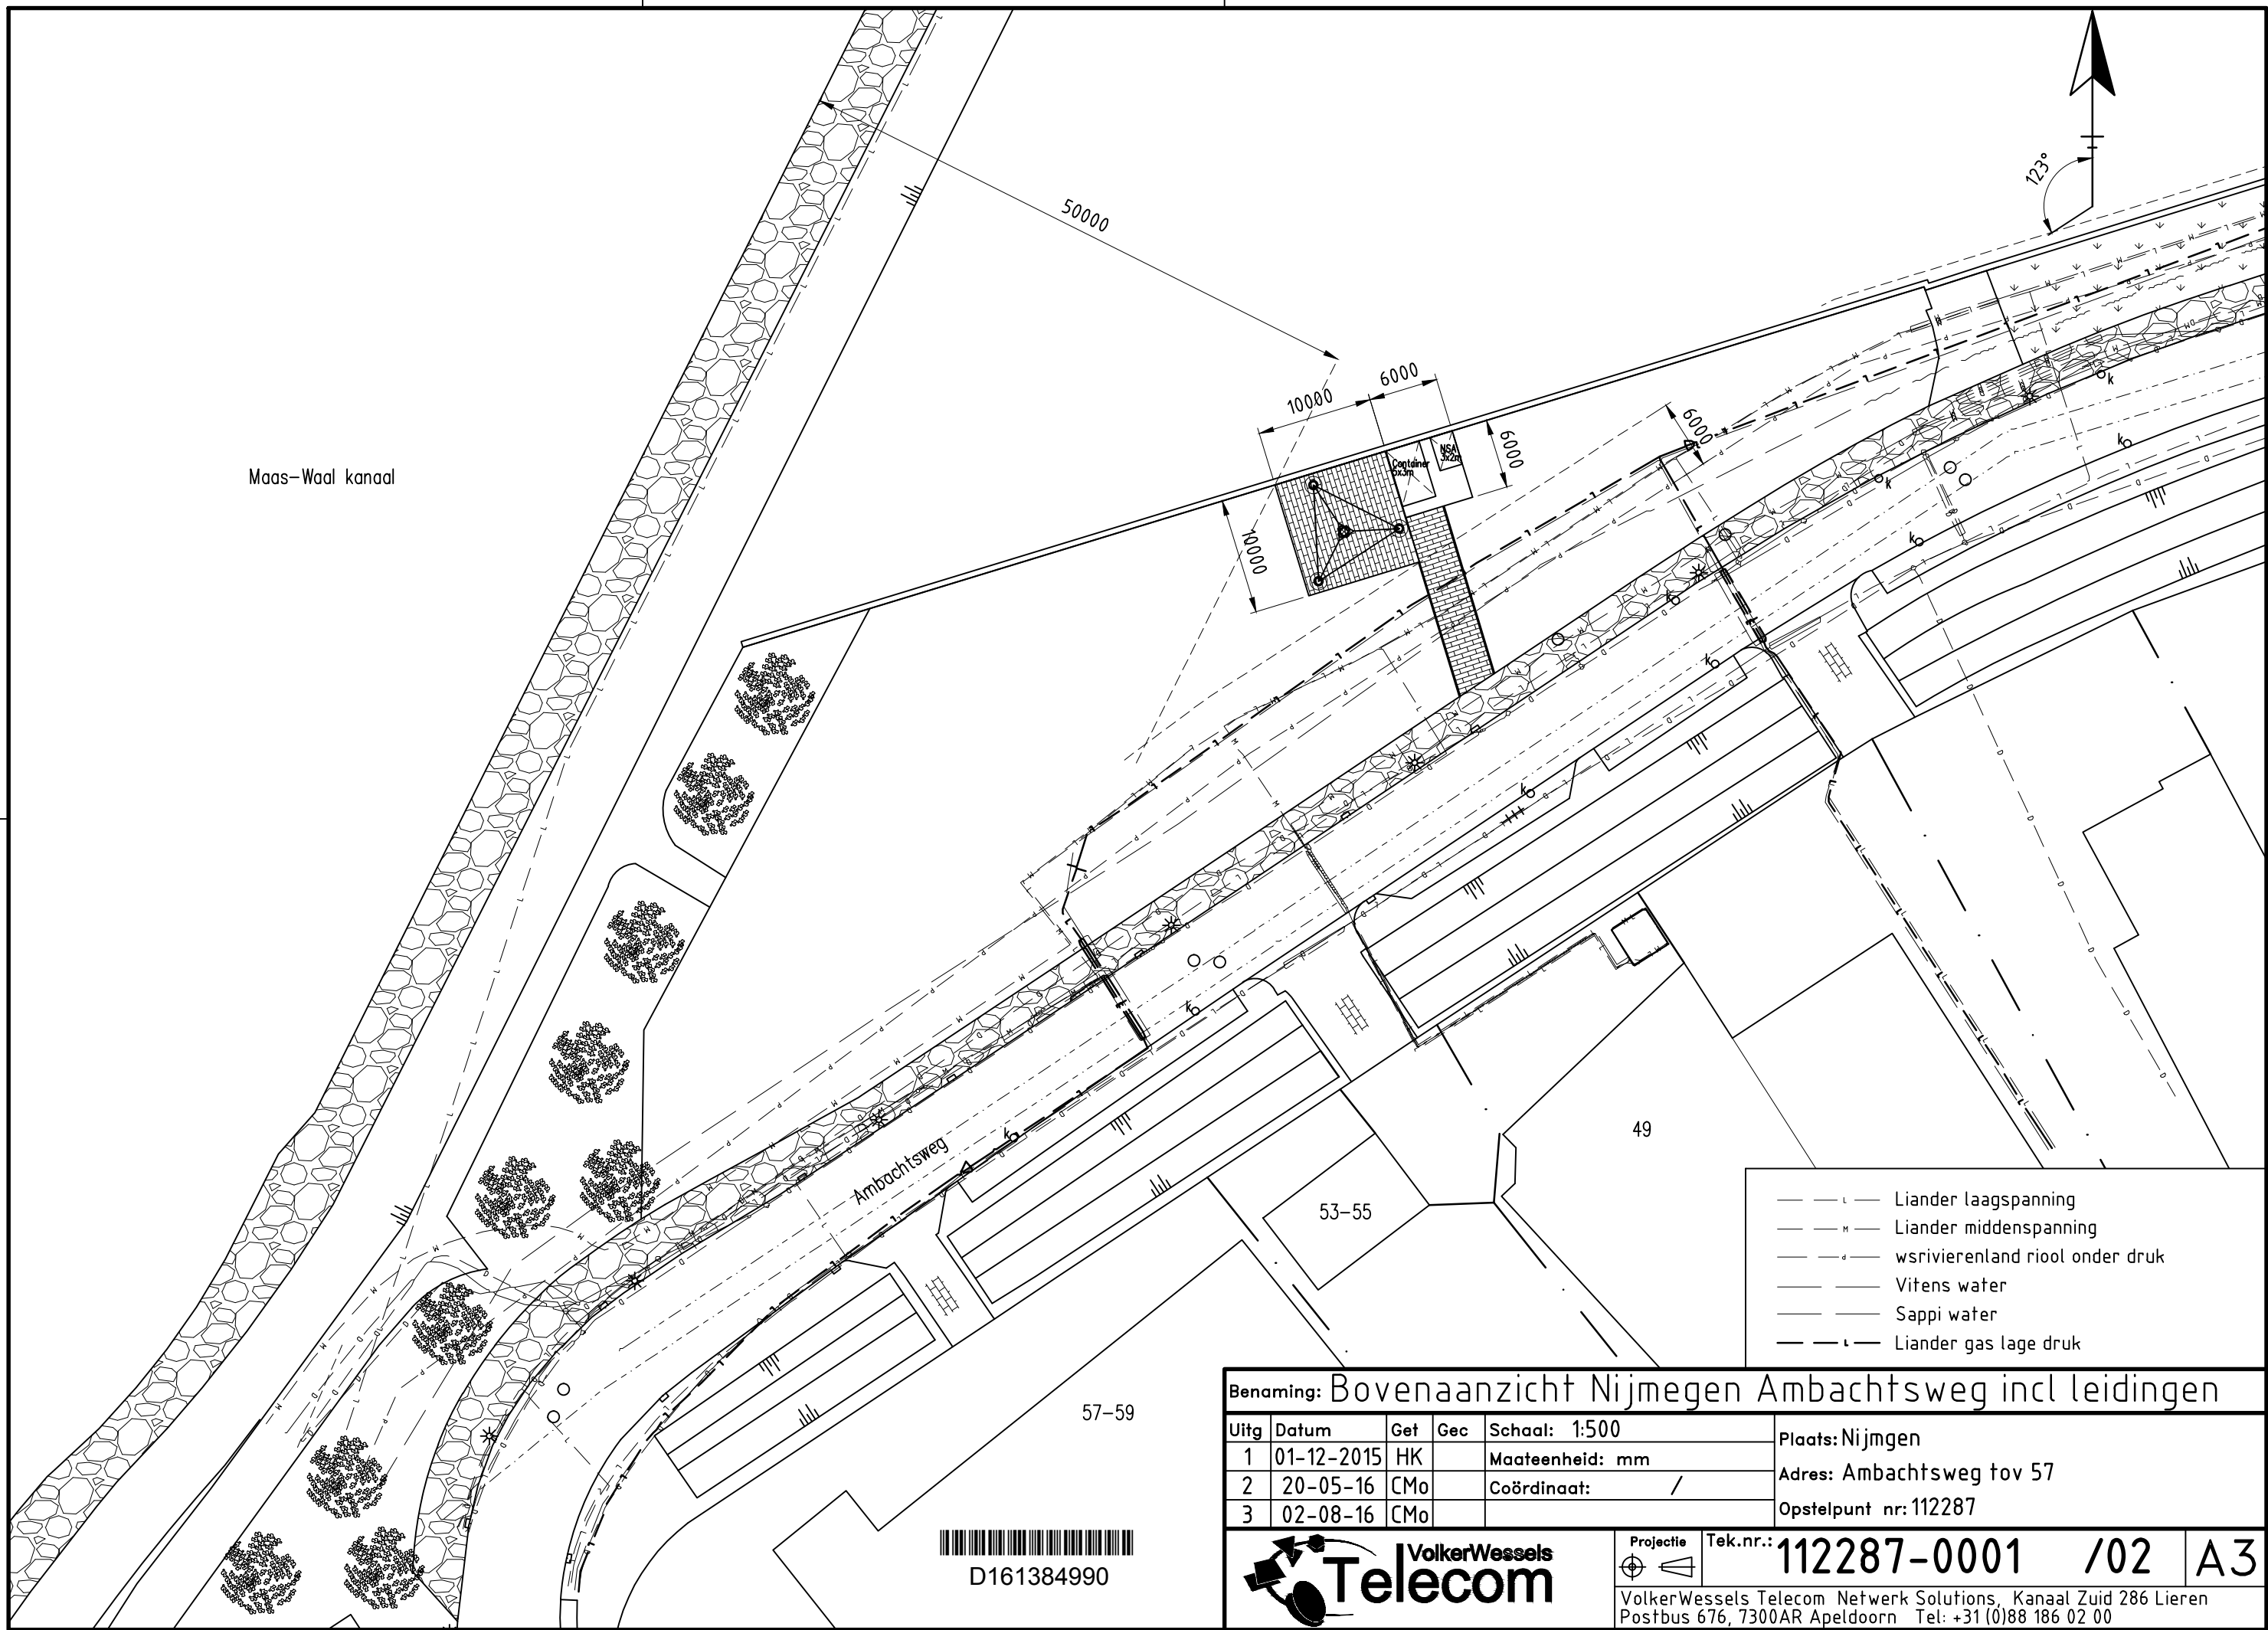 50000
123°
Maas-Waal kanaal
10000
6000
6000
6000
10000
Container
6x3m
NSA
3x2m
Ambachtsweg
49
53-55
57-59
L Liander laagspanning
M Liander middenspanning
d wsrivierenland riool onder druk
Vitens water
Sappi water
L Liander gas lage druk
Benaming: Bovenaanzicht Nijmegen Ambachtsweg incl leidingen
Uitg Datum Get Gec Schaal: 1:500
1 01-12-2015 HK Maateenheid: mm
2 20-05-16 CMo Coördinaat: /
3 02-08-16 CMo
Plaats: Nijmgen
Adres: Ambachtsweg tov 57
Opstelpunt nr: 112287
VolkerWessels
Telecom
Projectie
Tek.nr.: 112287-0001 /02 A3
VolkerWessels Telecom Netwerk Solutions, Kanaal Zuid 286 Lieren
Postbus 676, 7300AR Apeldoorn Tel: +31 (0)88 186 02 00
D161384990